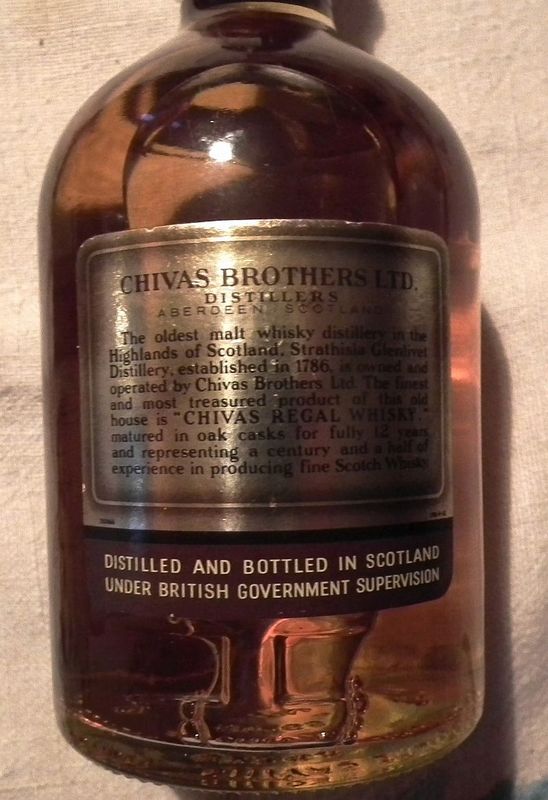 CHIVAS BROTHERS LTD.
DISTILLERS
ABERDEEN, SCOTLAND
The oldest malt whisky distillery in the
Highlands of Scotland, Strathisla Glenlivet
Distillery, established in 1786, is owned and
operated by Chivas Brothers Ltd. The finest
and most treasured product of this old
house is "CHIVAS REGAL WHISKY,"
matured in oak casks for fully 12 years
and representing a century and a half of
experience in producing fine Scotch Whisky.
DISTILLED AND BOTTLED IN SCOTLAND
UNDER BRITISH GOVERNMENT SUPERVISION